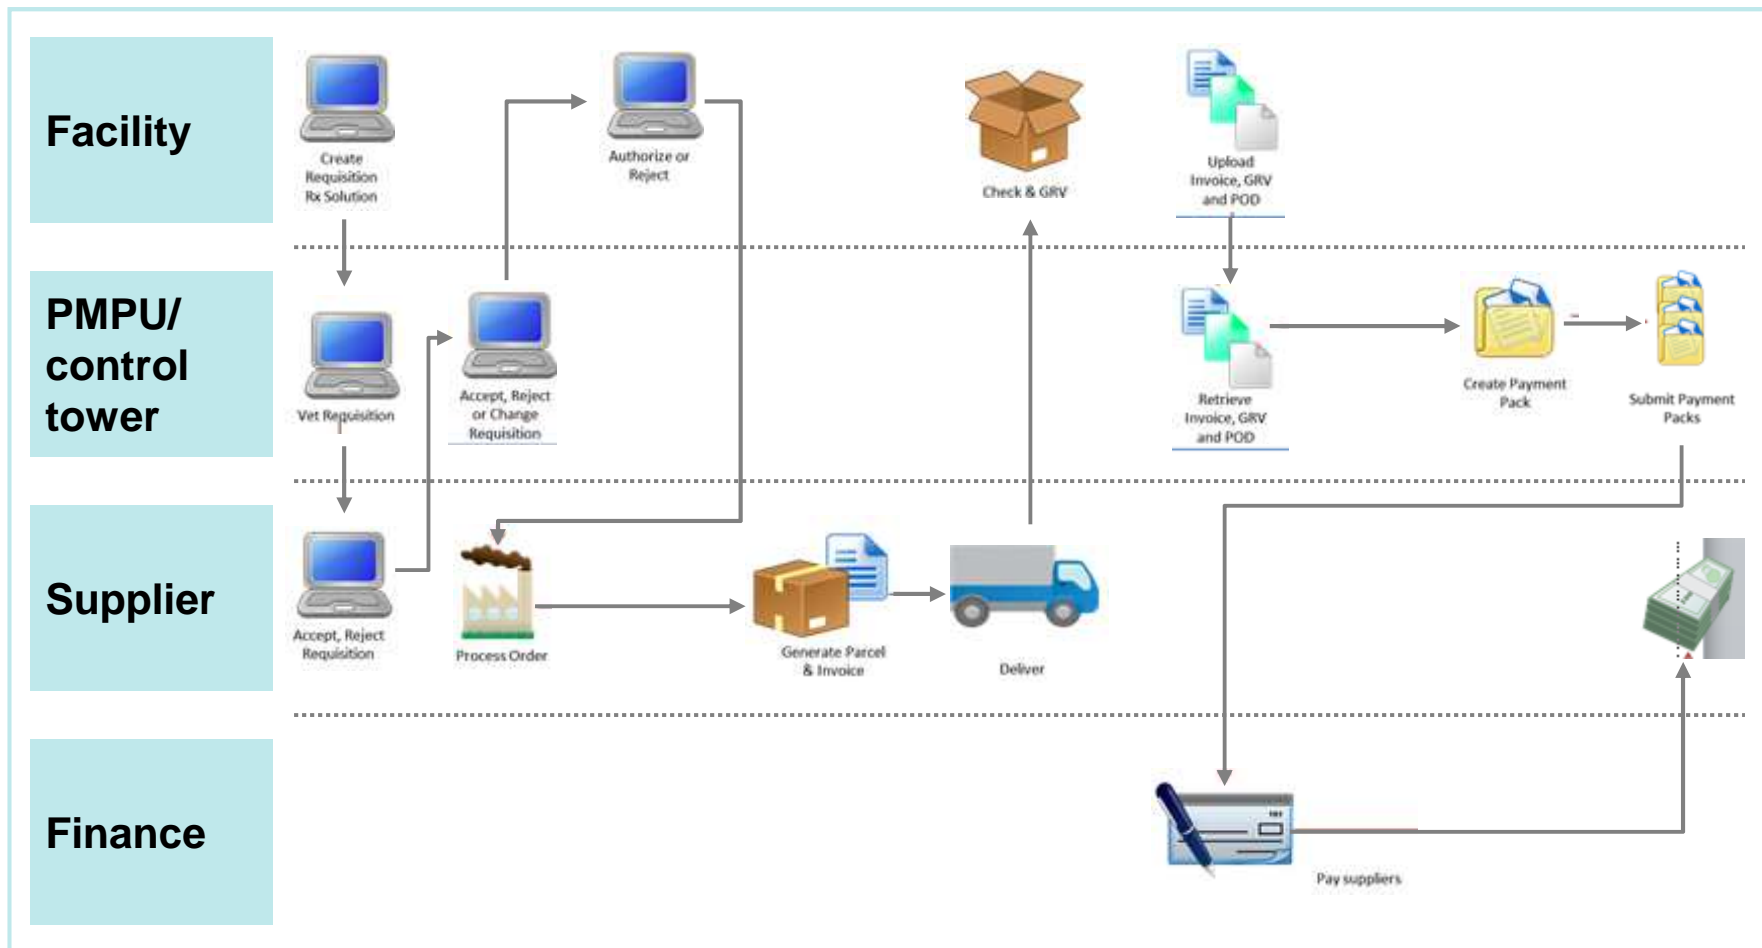 Facility
Create
Requisition
Rx Solution
Authorize or
Reject
Check & GRV
Upload
Invoice, GRV
and POD
PMPU/
control
tower
Vet Requisition
Accept, Reject
or Change
Requisition
Retrieve
Invoice, GRV
and POD
Create Payment
Pack
Submit Payment
Packs
Supplier
Accept, Reject
Requisition
Process Order
Generate Parcel
& Invoice
Deliver
Finance
Pay suppliers